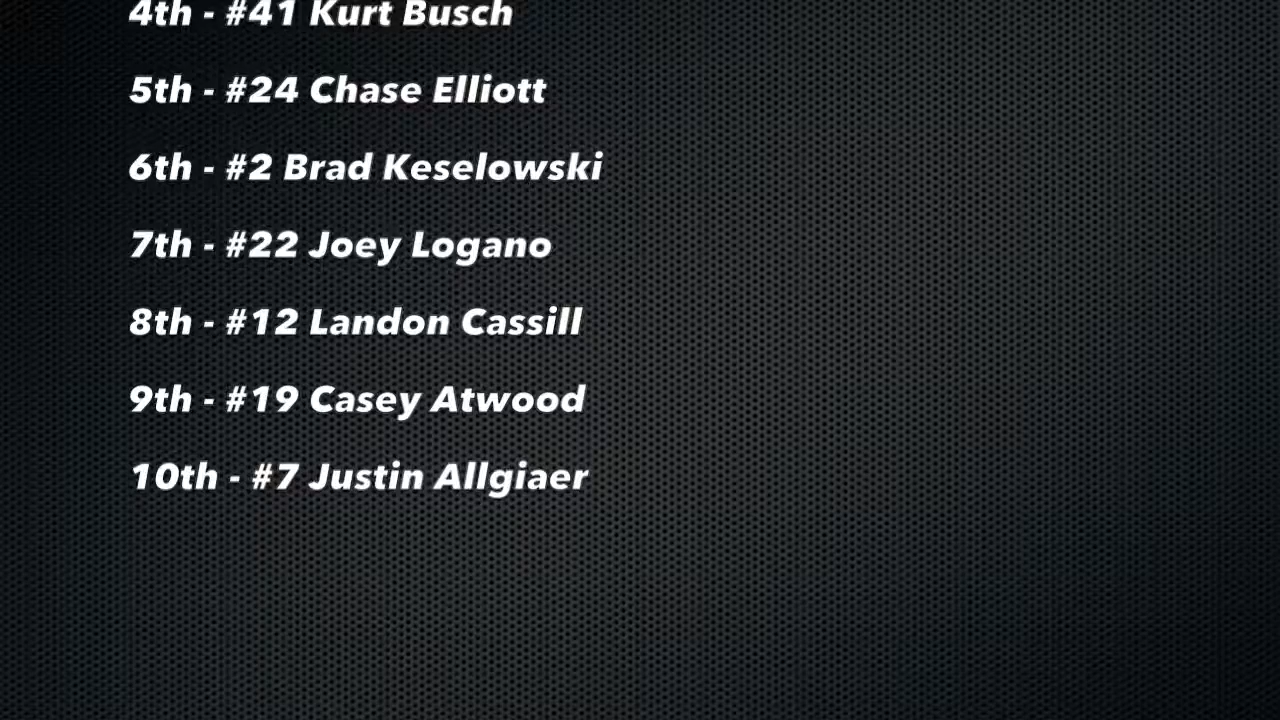 4th - #41 Kurt Busch
5th - #24 Chase Elliott
6th - #2 Brad Keselowski
7th - #22 Joey Logano
8th - #12 Landon Cassill
9th - #19 Casey Atwood
10th - #7 Justin Allgiaer